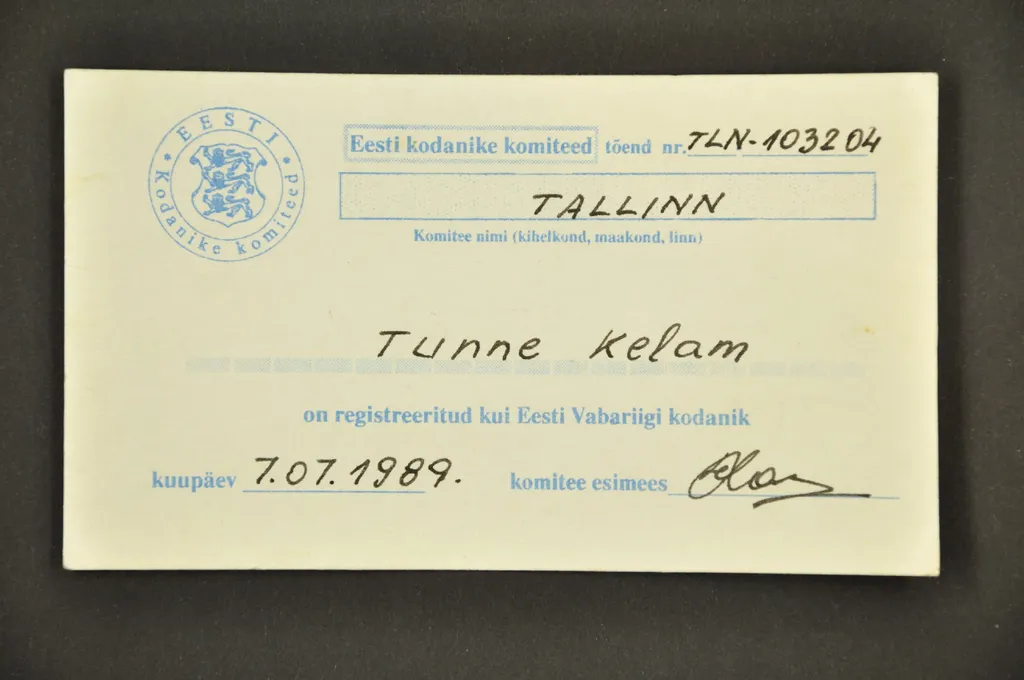 EESTI
Kodanike komiteed
Eesti kodanike komiteed tõend nr. TLN-103204
TALLINN
Komitee nimi (kihelkond, maakond, linn)
Tunne Kelam
on registreeritud kui Eesti Vabariigi kodanik
kuupäev 7.07.1989. komitee esimees